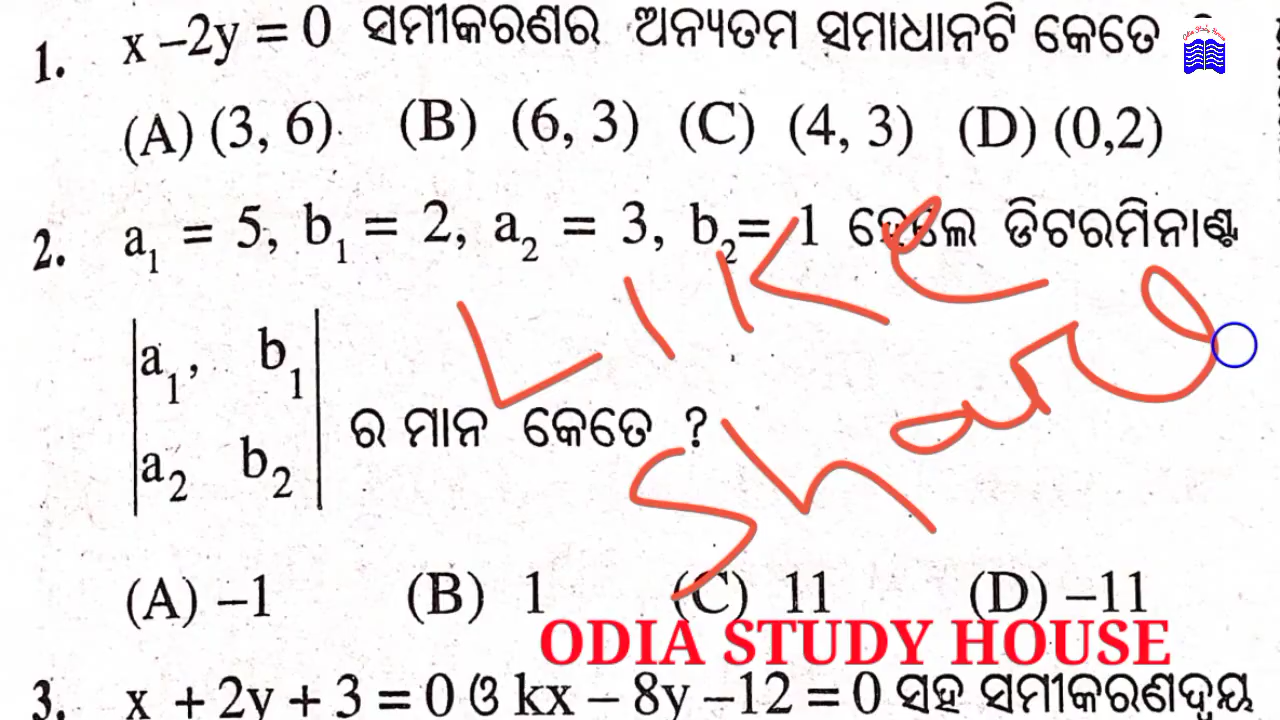 1. x – 2y = 0 ସମୀକରଣର ଅନ୍ୟତମ ସମାଧାନଟି କେତେ
(A) (3, 6). (B) (6, 3) (C) (4, 3) (D) (0,2)
2. a₁ = 5, b₁ = 2, a₂ = 3, b₂ = 1 ହେଲେ ଡିଟରମିନାଣ୍ଟ
|a₁, b₁|
|a₂ b₂| ର ମାନ କେତେ ?
Like
Share
(A) –1 (B) 1 (C) 11 (D) –11
ODIA STUDY HOUSE
3. x + 2y + 3 = 0 ଓ kx – 8y –12 = 0 ସହ ସମୀକରଣଦ୍ୱୟ